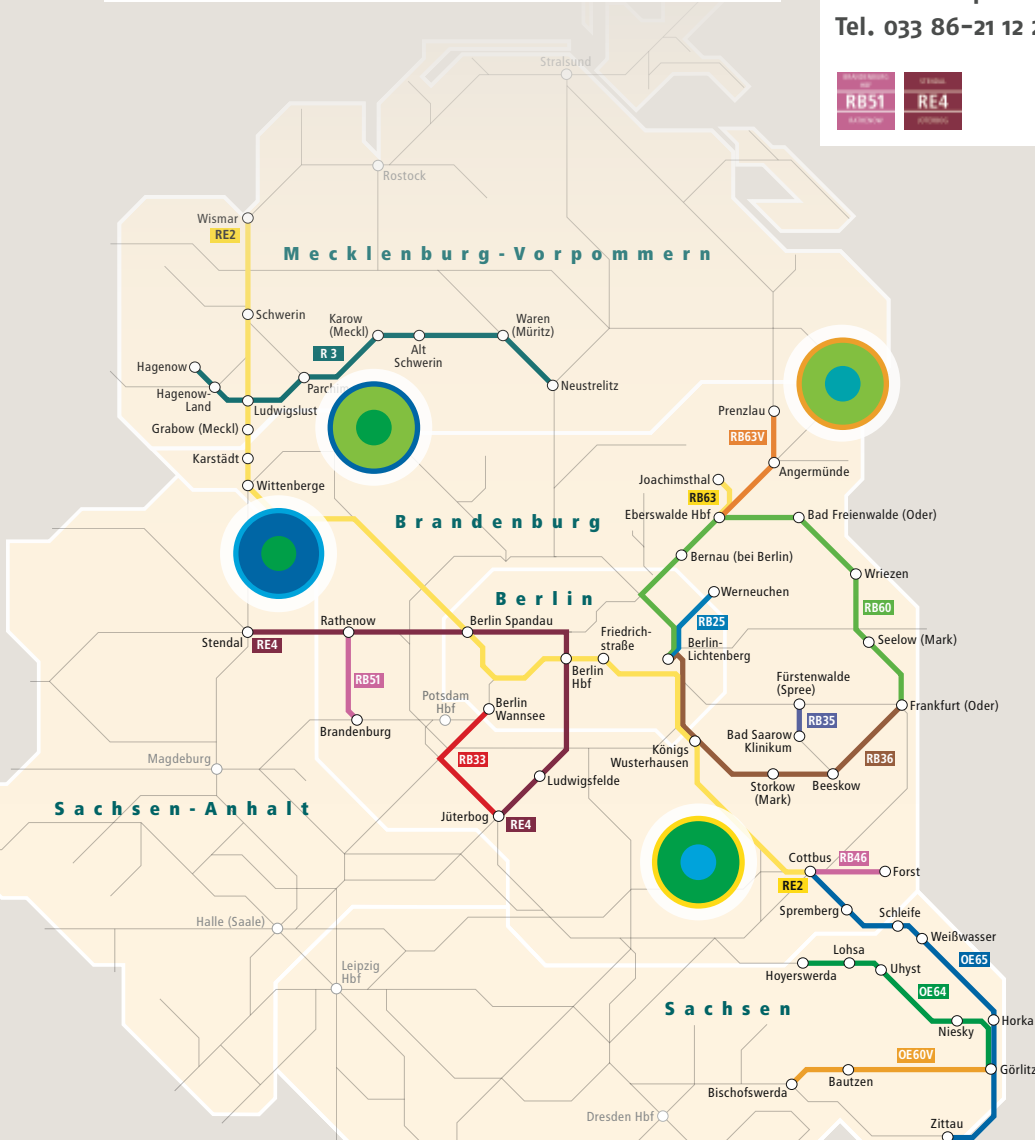 Tel. 033 86-21 12
RB51
RE4
Stralsund
Rostock
Wismar
RE2
Mecklenburg-Vorpommern
Schwerin
Karow
(Meckl)
Alt
Schwerin
Waren
(Müritz)
R 3
Hagenow
Hagenow-
Land
Ludwigslust
Neustrelitz
Grabow (Meckl)
Karstädt
Wittenberge
Prenzlau
RB63V
Angermünde
Joachimsthal
RB63
Eberswalde Hbf
Bad Freienwalde (Oder)
Brandenburg
Bernau (bei Berlin)
Wriezen
Berlin
Werneuchen
RB25
RB60
Stendal
RE4
Rathenow
Berlin Spandau
Friedrich-
straße
Berlin-
Lichtenberg
Seelow (Mark)
RB51
Berlin
Hbf
Fürstenwalde
(Spree)
Potsdam
Hbf
Berlin
Wannsee
Brandenburg
RB35
Frankfurt (Oder)
Bad Saarow
Klinikum
Königs
Wusterhausen
RB33
RB36
Magdeburg
Ludwigsfelde
Storkow
(Mark)
Beeskow
Sachsen-Anhalt
Jüterbog
RE4
Cottbus
RB46
Forst
RE2
Spremberg
Schleife
Halle (Saale)
Weißwasser
Lohsa
OE65
Leipzig
Hbf
Hoyerswerda
Uhyst
OE64
Sachsen
Niesky
Horka
OE60V
Bautzen
Görlitz
Bischofswerda
Dresden Hbf
Zittau